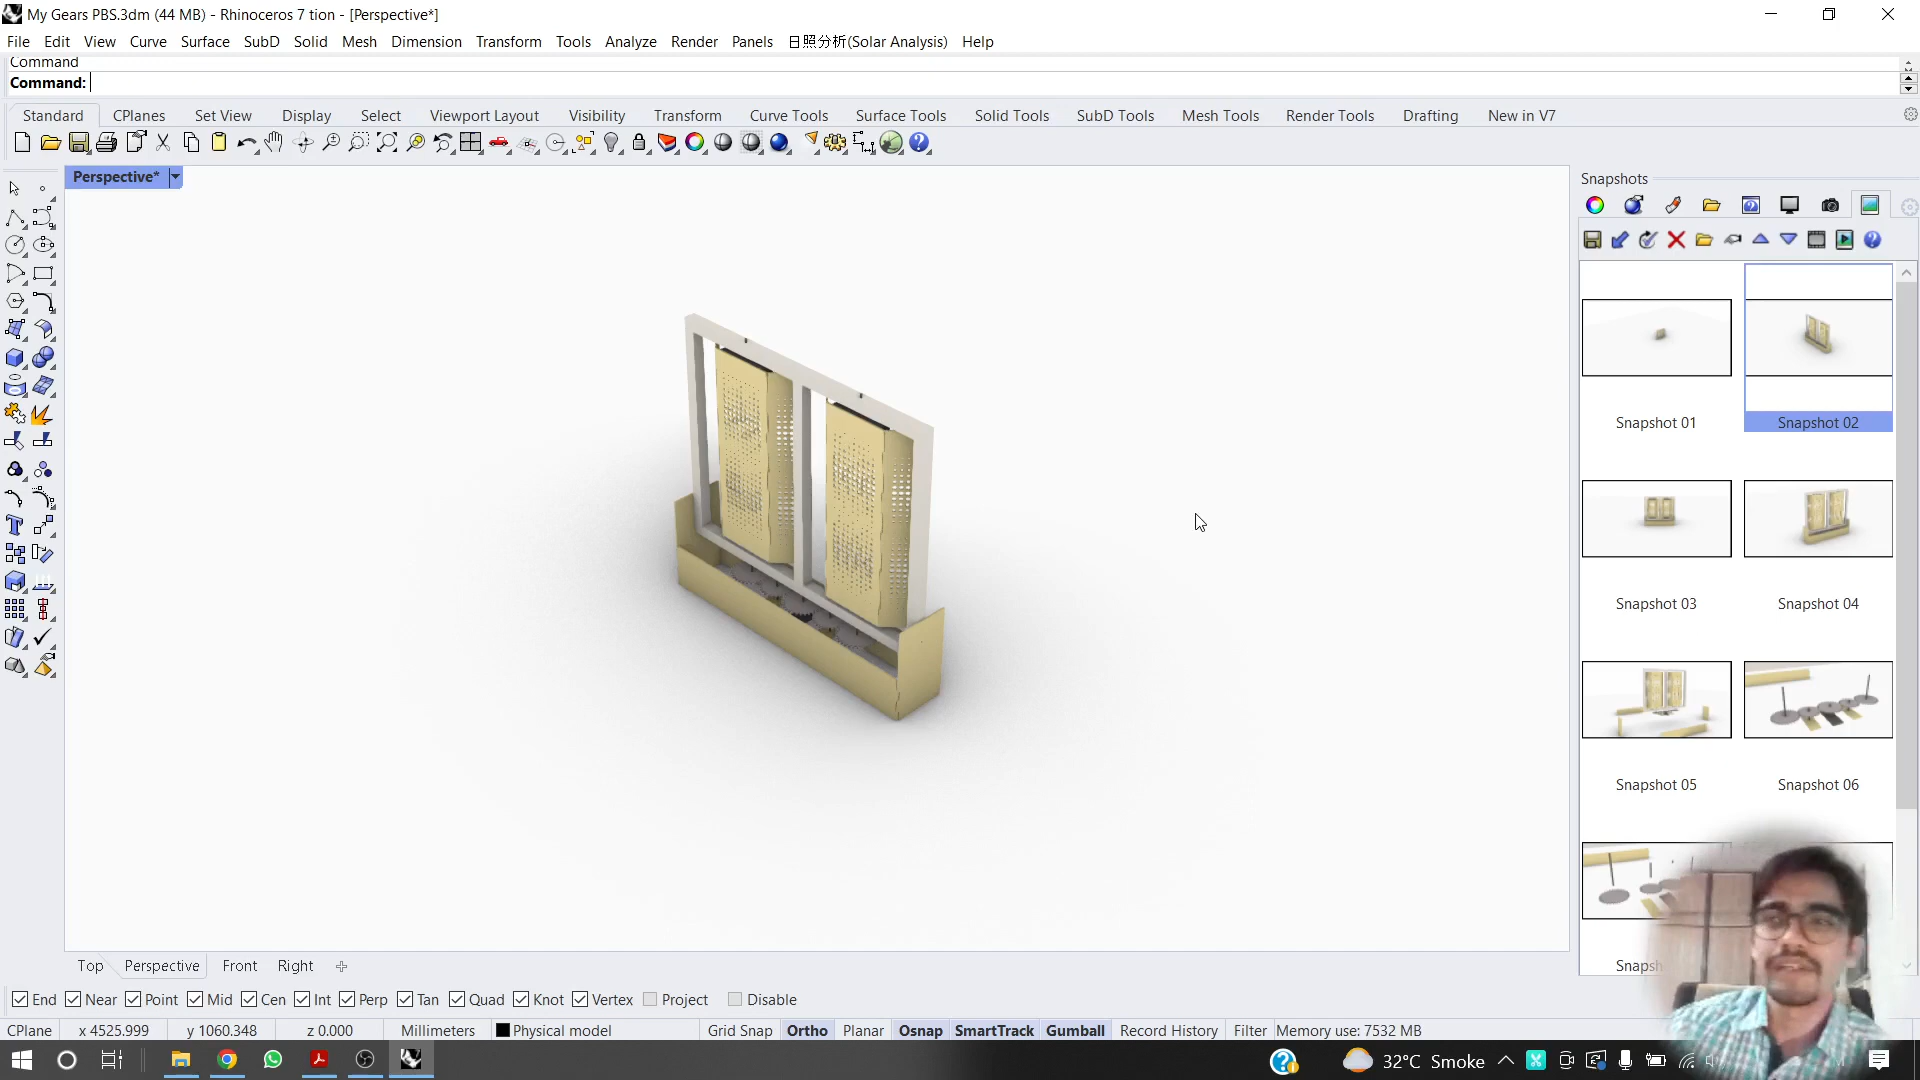 My Gears PBS.3dm (44 MB) - Rhinoceros 7 tion - [Perspective*]
File Edit View Curve Surface SubD Solid Mesh Dimension Transform Tools Analyze Render Panels 日照分析(Solar Analysis) Help
Command
Command:
Standard CPlanes Set View Display Select Viewport Layout Visibility Transform Curve Tools Surface Tools Solid Tools SubD Tools Mesh Tools Render Tools Drafting New in V7
Perspective*
Snapshots
Snapshot 01 Snapshot 02
Snapshot 03 Snapshot 04
Snapshot 05 Snapshot 06
Snaps
Top Perspective Front Right
End Near Point Mid Cen Int Perp Tan Quad Knot Vertex Project Disable
CPlane x 4525.999 y 1060.348 z 0.000 Millimeters Physical model Grid Snap Ortho Planar Osnap SmartTrack Gumball Record History Filter Memory use: 7532 MB
32°C Smoke